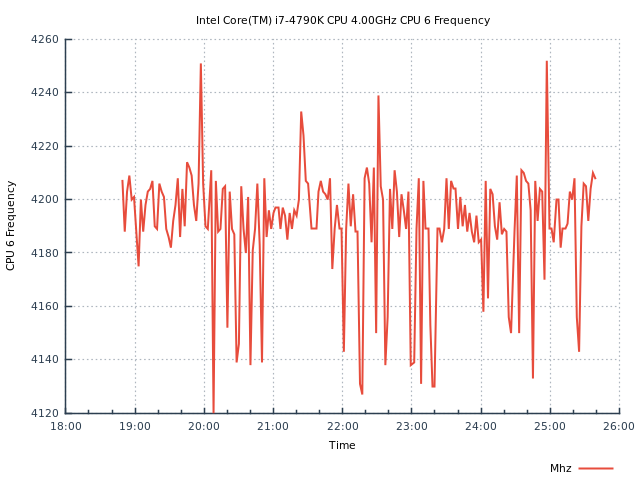 Intel Core(TM) i7-4790K CPU 4.00GHz CPU 6 Frequency
4260
4240
4220
4200
4180
4160
4140
4120
CPU 6 Frequency
18:00 19:00 20:00 21:00 22:00 23:00 24:00 25:00 26:00
Time
Mhz